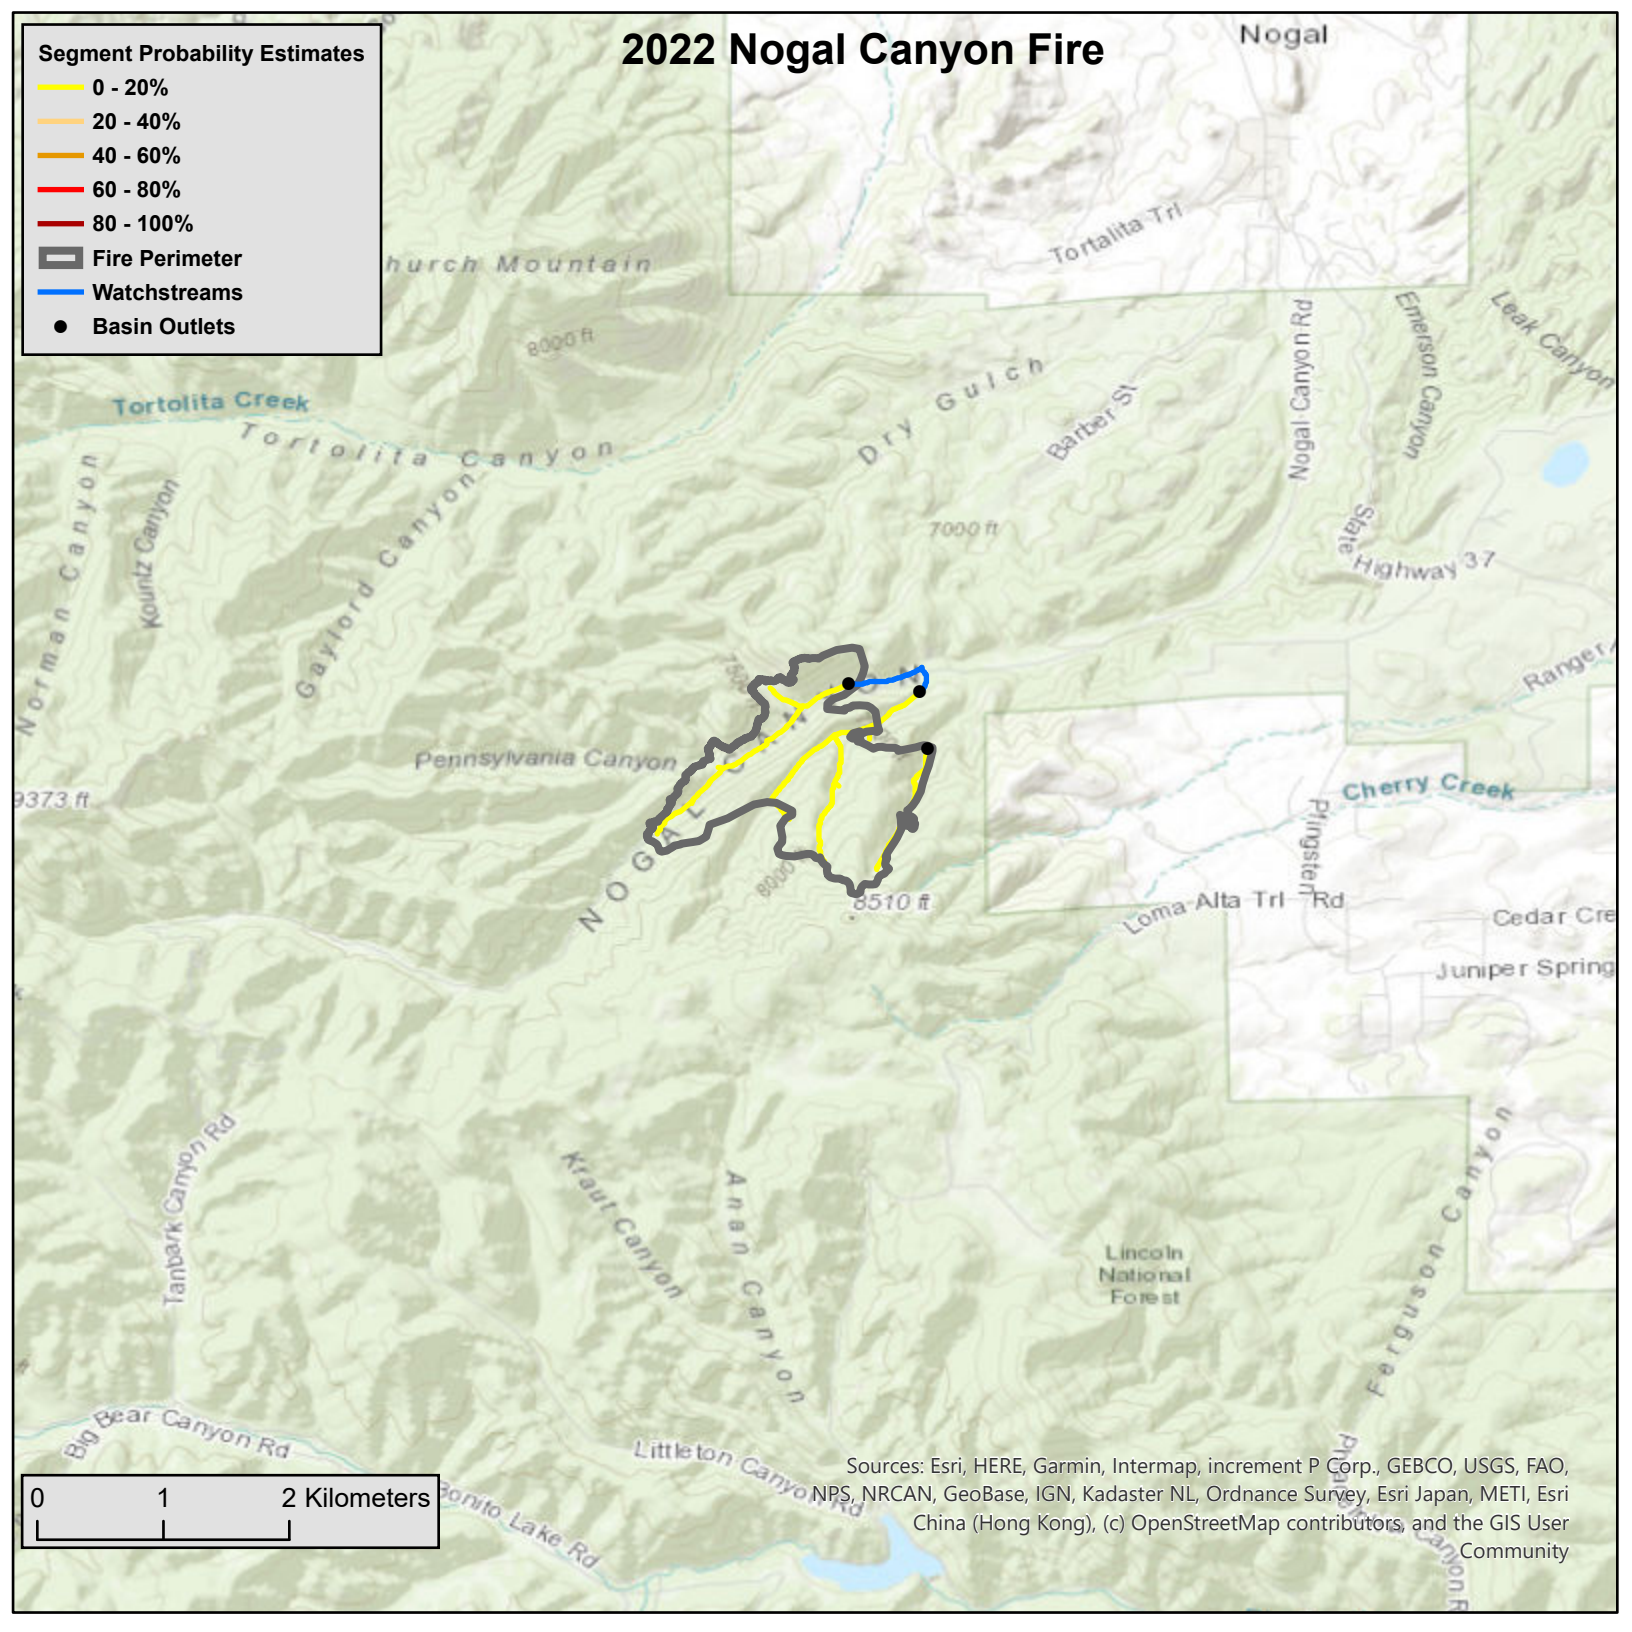 2022 Nogal Canyon Fire
Segment Probability Estimates
0 - 20%
20 - 40%
40 - 60%
60 - 80%
80 - 100%
Fire Perimeter
Watchstreams
Basin Outlets
Nogal
Tortalita Trl
hurch Mountain
8000 ft
Nogal Canyon Rd
Emerson Canyon
Leak Canyon
Tortolita Creek
Tortolita Canyon
Dry Gulch
Barber St
Norman Canyon
Kountz Canyon
Gaylord Canyon
7000 ft
State
Highway 37
Ranger
Pennsylvania Canyon
9373 ft
NOGAL
8000
8510 ft
Cherry Creek
Pfingsten
Rd
Loma Alta Trl
Cedar Cre
Juniper Spring
Tanbark Canyon Rd
Kraut Canyon
Anan Canyon
Lincoln
National
Forest
Ferguson Canyon
Big Bear Canyon Rd
Littleton Canyon Rd
Bonito Lake Rd
0 1 2 Kilometers
Sources: Esri, HERE, Garmin, Intermap, increment P Corp., GEBCO, USGS, FAO,
NPS, NRCAN, GeoBase, IGN, Kadaster NL, Ordnance Survey, Esri Japan, METI, Esri
China (Hong Kong), (c) OpenStreetMap contributors, and the GIS User
Community